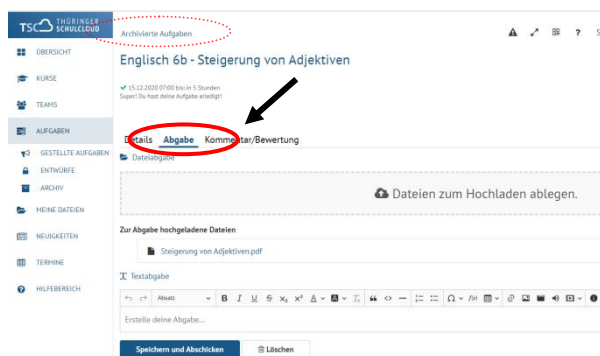 TSC THÜRINGER
SCHULCLOUD
Archivierte Aufgaben
ÜBERSICHT
KURSE
TEAMS
AUFGABEN
GESTELLTE AUFGABEN
ENTWÜRFE
ARCHIV
MEINE DATEIEN
NEUIGKEITEN
TERMINE
HILFEBEREICH
Englisch 6b - Steigerung von Adjektiven
15.12.2020 07:00 bis: in 5 Stunden
Super! Du hast deine Aufgabe erledigt!
Details Abgabe Kommentar/Bewertung
Dateiabgabe
Dateien zum Hochladen ablegen.
Zur Abgabe hochgeladene Dateien
Steigerung von Adjektiven.pdf
Textabgabe
Absatz
Erstelle deine Abgabe...
Speichern und Abschicken Löschen